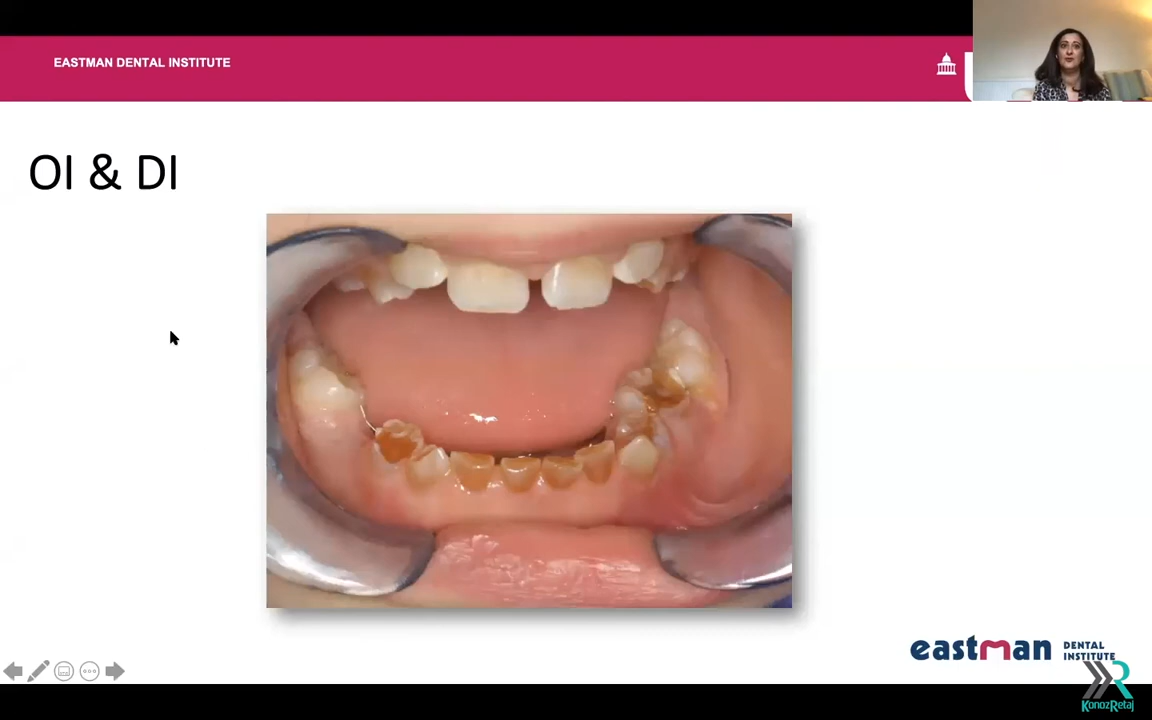 EASTMAN DENTAL INSTITUTE
OI & DI
eastman DENTAL
INSTITUTE
KonozRetaj